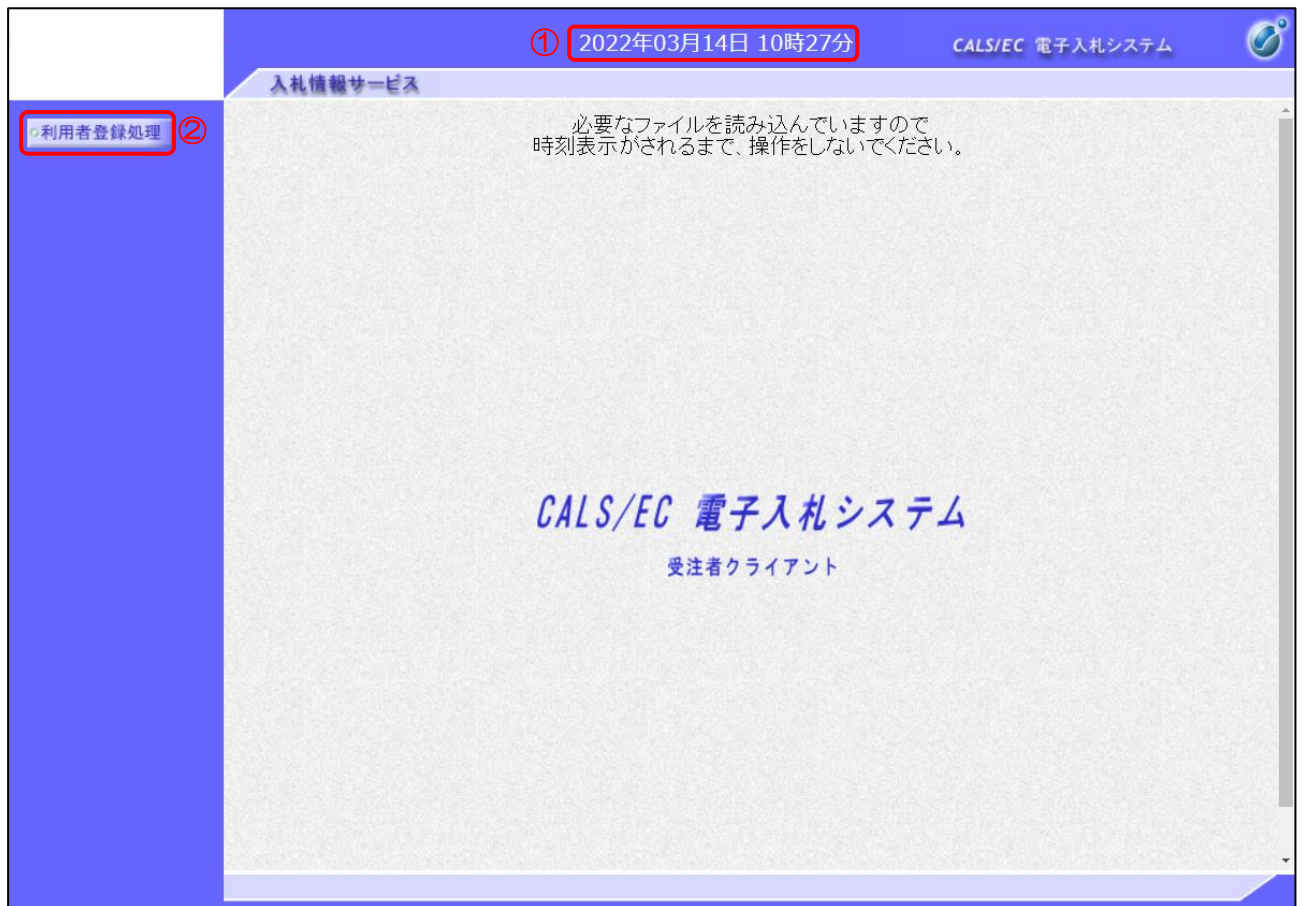 ① 2022年03月14日 10時27分
CALS/EC 電子入札システム
入札情報サービス
利用者登録処理 ②
必要なファイルを読み込んでいますので
時刻表示がされるまで、操作をしないでください。
CALS/EC 電子入札システム
受注者クライアント